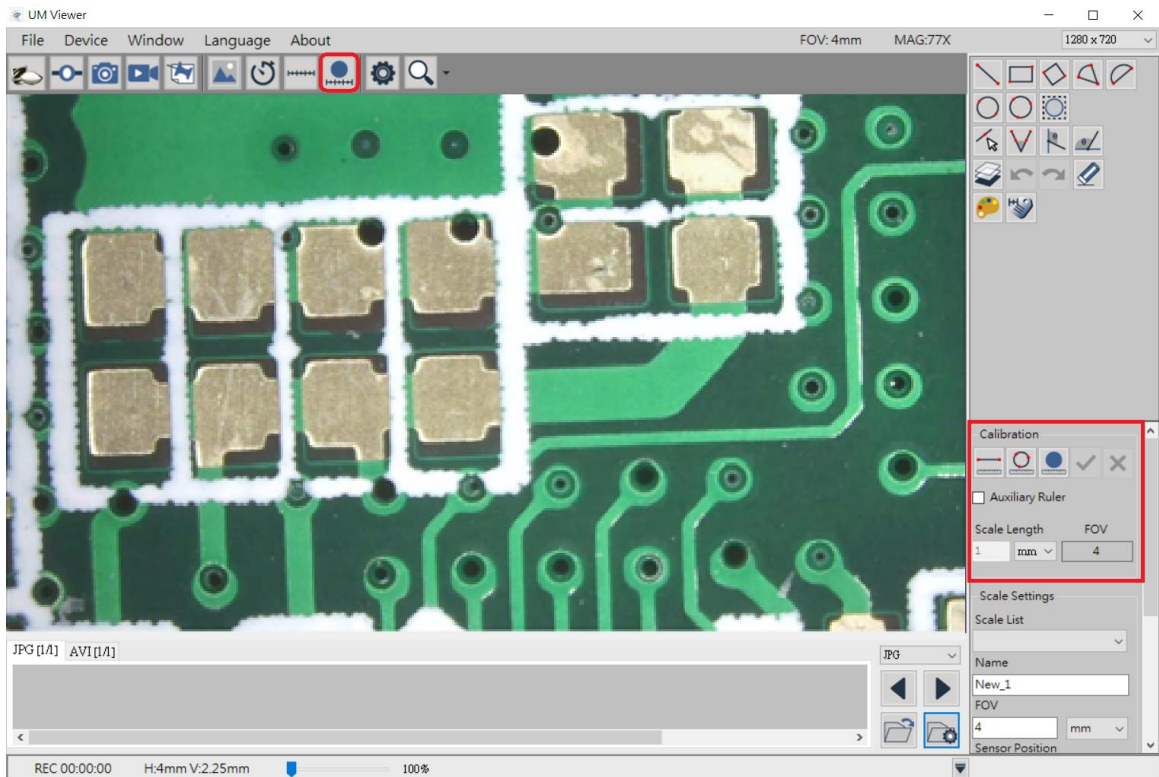 UM Viewer
File Device Window Language About FOV: 4mm MAG:77X 1280 x 720
Calibration
Auxiliary Ruler
Scale Length FOV
1 mm 4
Scale Settings
Scale List
Name
New_1
FOV
4 mm
Sensor Position
JPG [1/1] AVI [1/1] JPG
REC 00:00:00 H:4mm V:2.25mm 100%